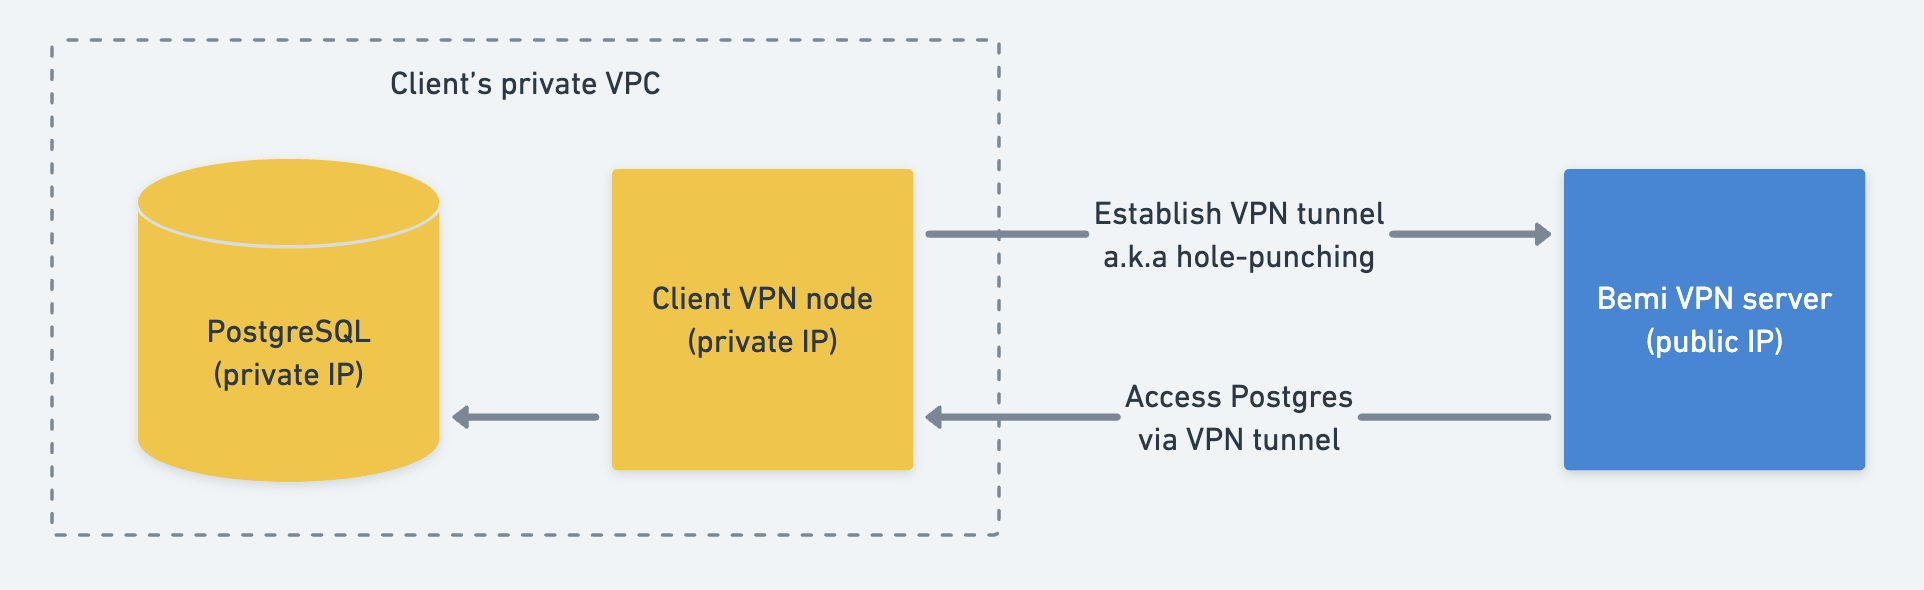 Client’s private VPC
PostgreSQL
(private IP)
Client VPN node
(private IP)
Establish VPN tunnel
a.k.a hole-punching
Access Postgres
via VPN tunnel
Bemi VPN server
(public IP)